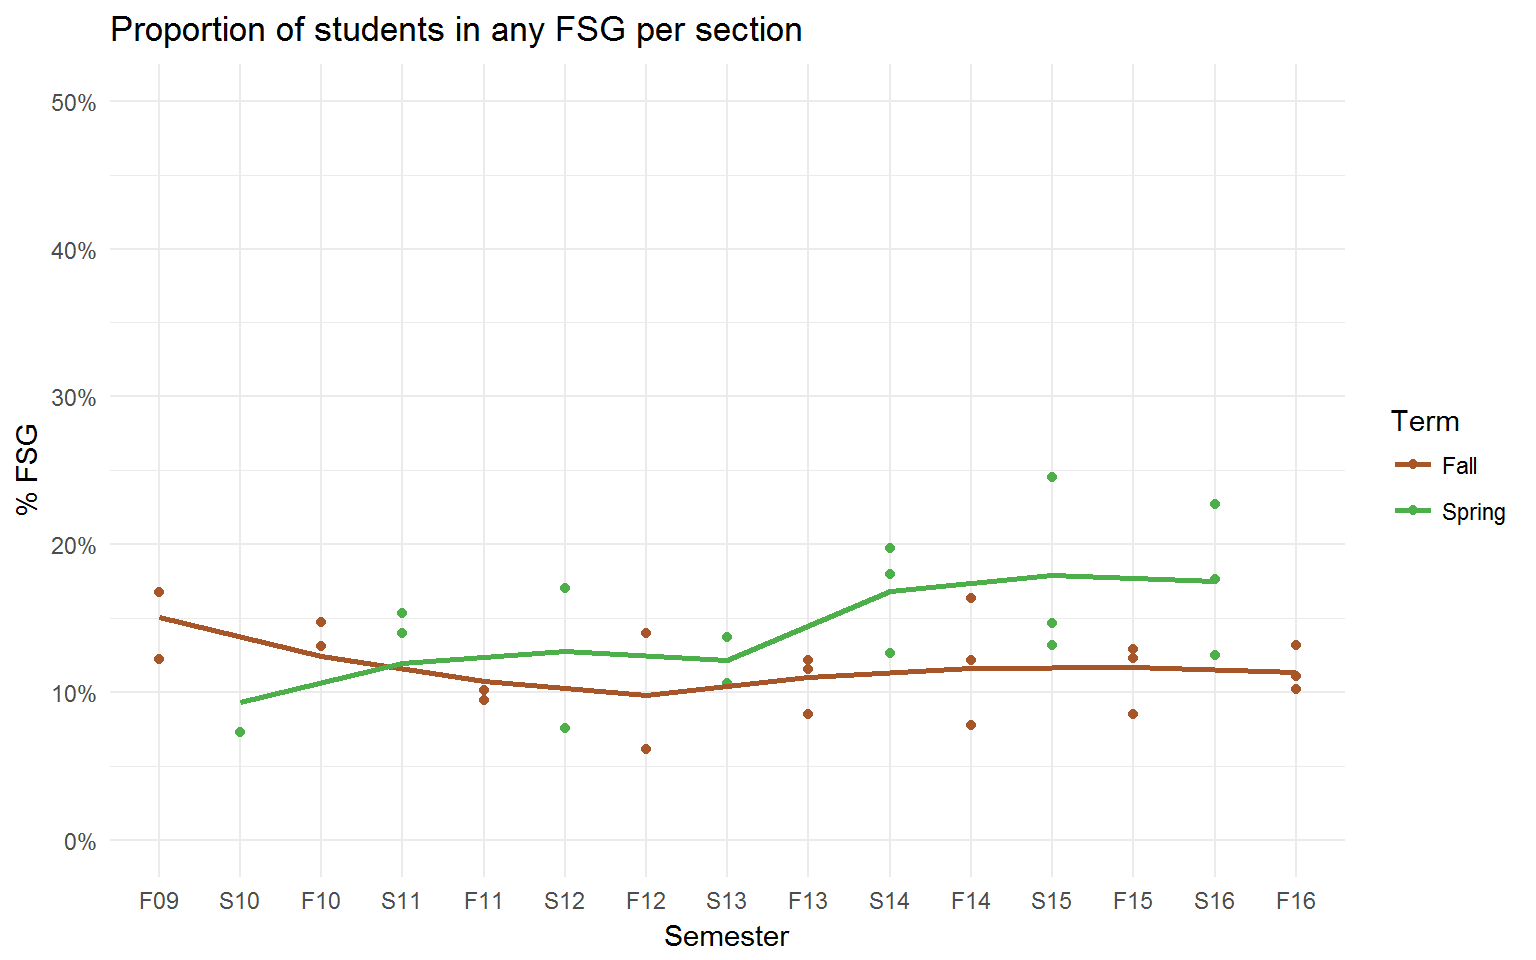 Proportion of students in any FSG per section
50%
40%
30%
20%
10%
0%
% FSG
F09 S10 F10 S11 F11 S12 F12 S13 F13 S14 F14 S15 F15 S16 F16
Semester
Term
Fall
Spring